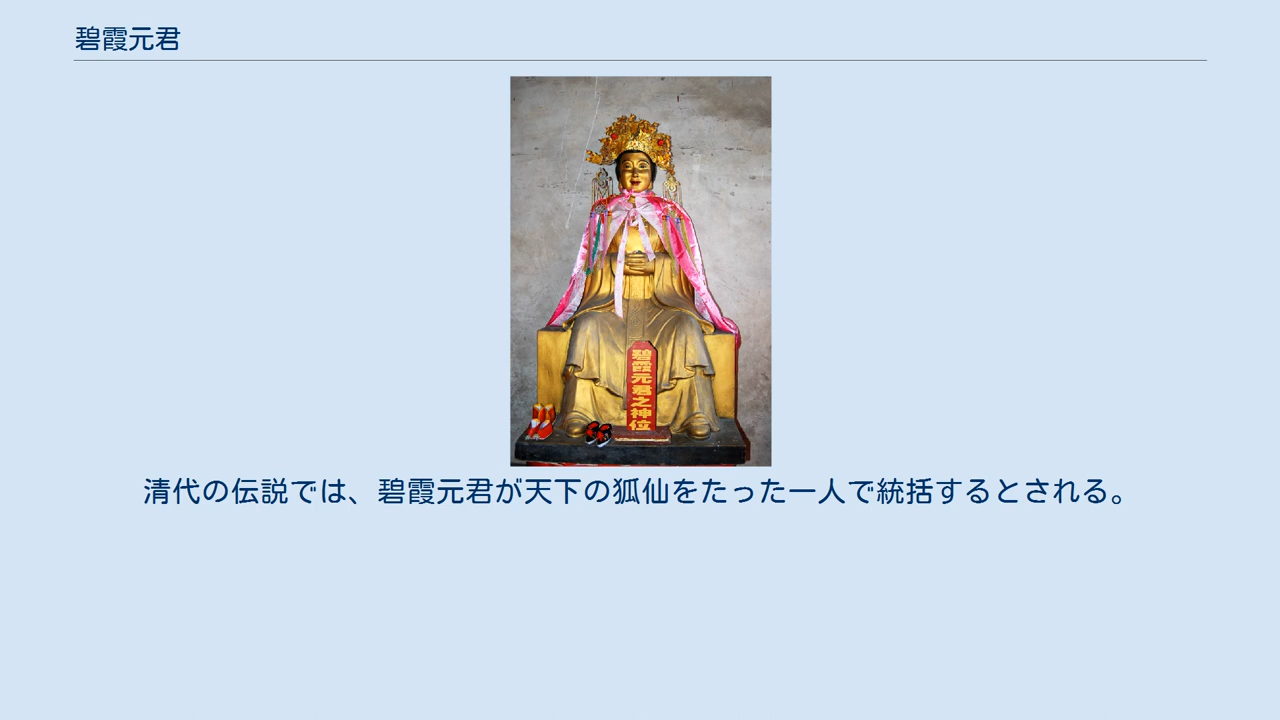 碧霞元君
碧霞元君之神位
清代の伝説では、碧霞元君が天下の狐仙をたった一人で統括するとされる。